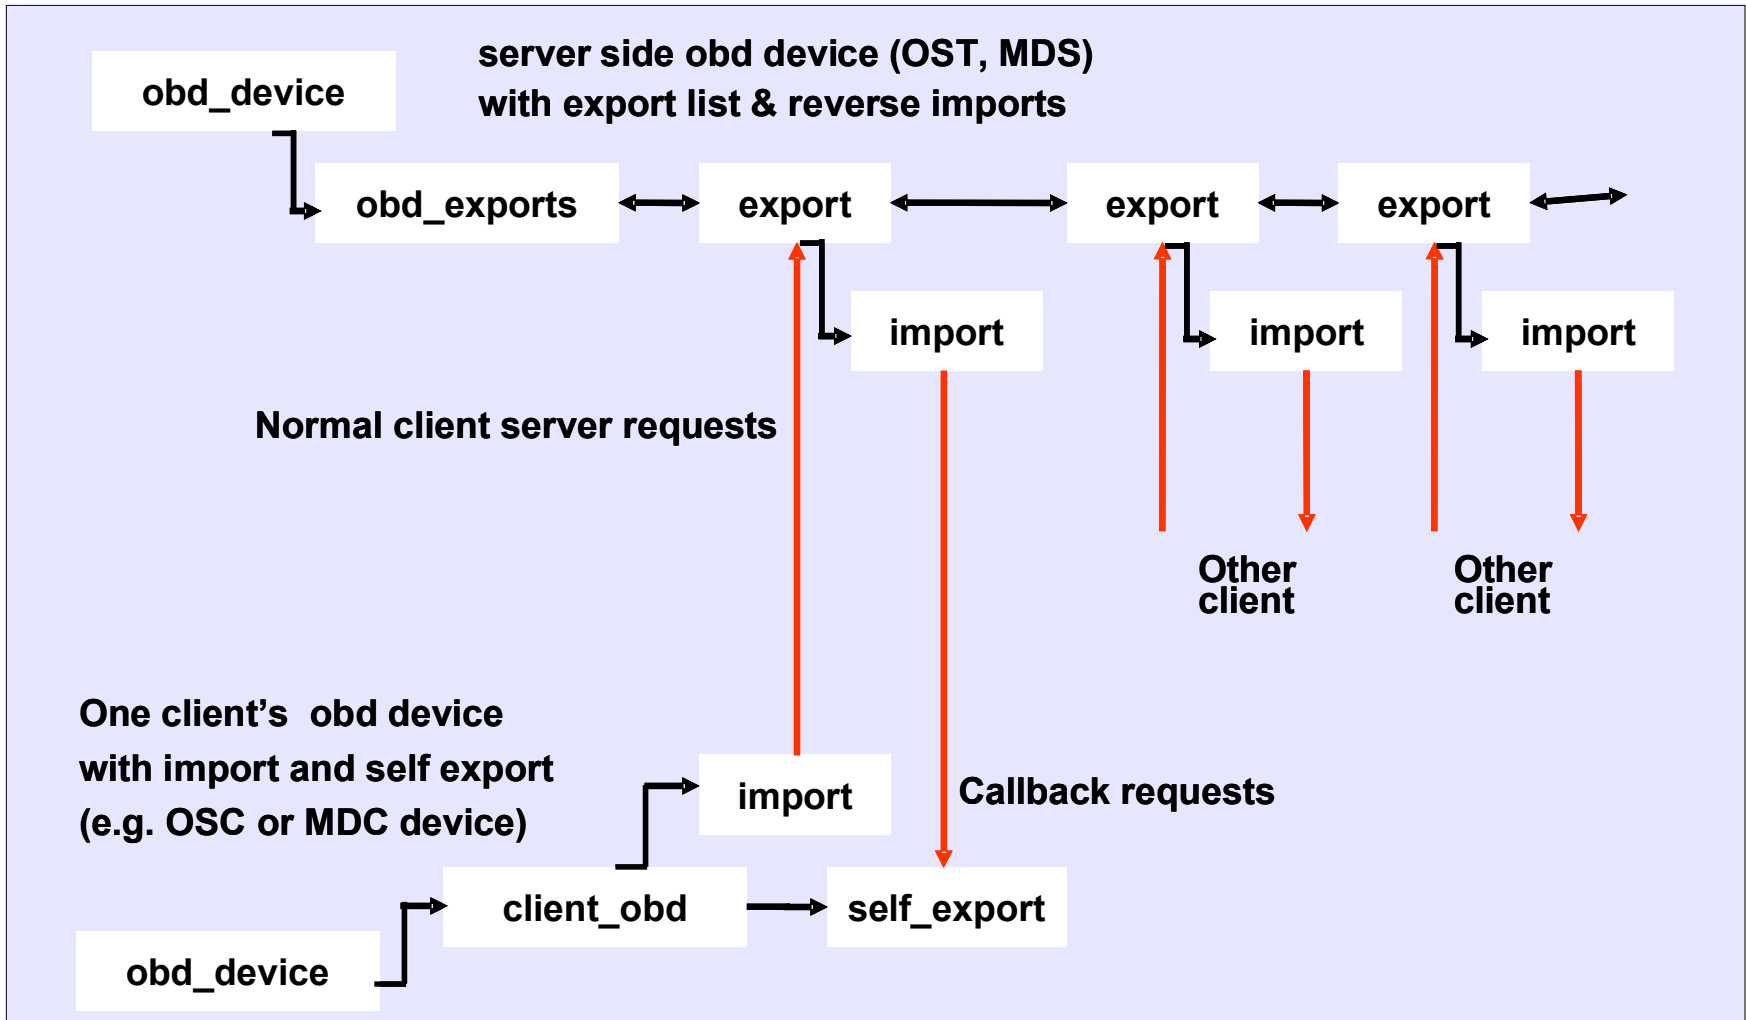 server side obd device (OST, MDS)
with export list & reverse imports
obd_device
obd_exports
export
export
export
import
import
import
Normal client server requests
Other
client
Other
client
One client's  obd device
with import and self export
(e.g. OSC or MDC device)
import
Callback requests
client_obd
self_export
obd_device